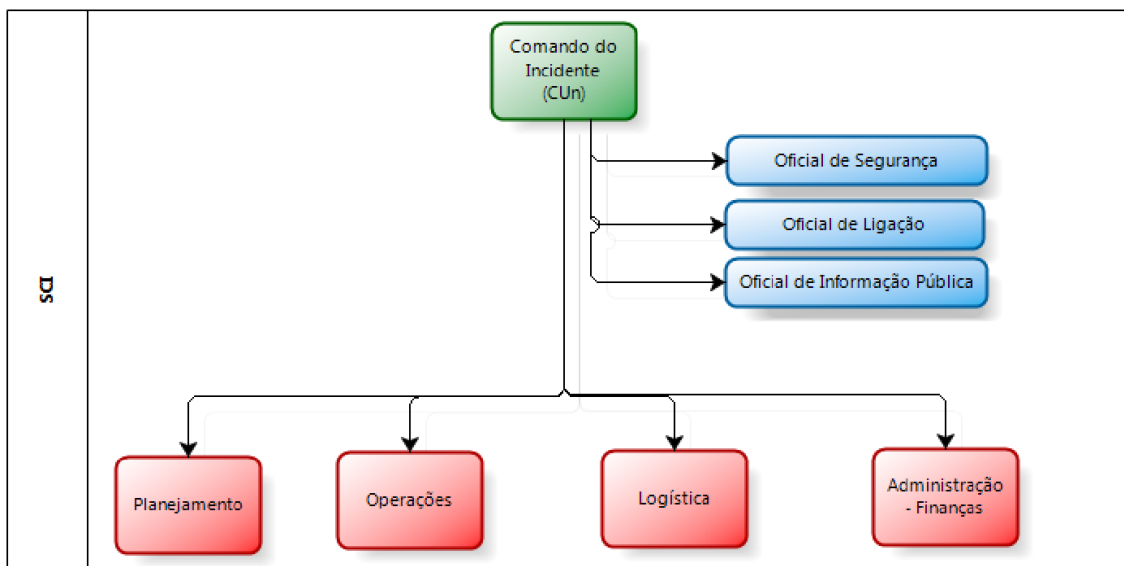 SCI
Comando do
Incidente
(CUn)
Oficial de Segurança
Oficial de Ligação
Oficial de Informação Pública
Planejamento
Operações
Logística
Administração
- Finanças